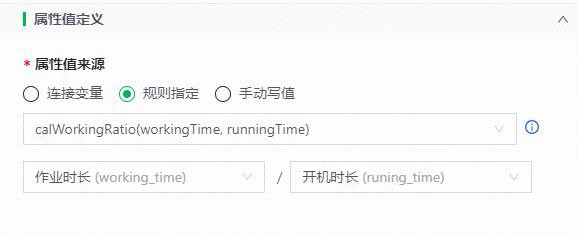 属性值定义
* 属性值来源
连接变量 规则指定 手动写值
calWorkingRatio(workingTime, runningTime)
作业时长 (working_time) / 开机时长 (runing_time)